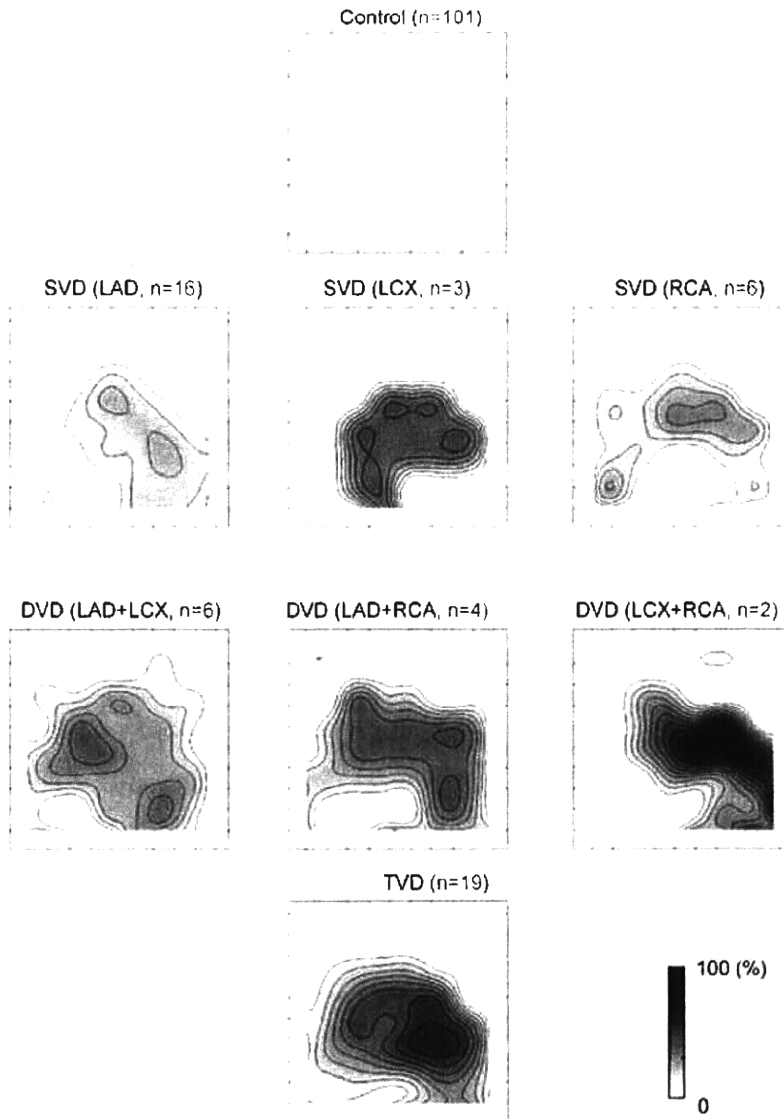 Control (n=101)
SVD (LAD, n=16)
SVD (LCX, n=3)
SVD (RCA, n=6)
DVD (LAD+LCX, n=6)
DVD (LAD+RCA, n=4)
DVD (LCX+RCA, n=2)
TVD (n=19)
100 (%)
0